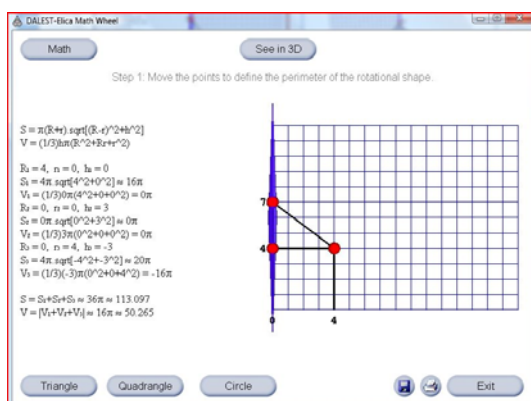 DALEST-Elica Math Wheel
Math
See in 3D
Step 1: Move the points to define the perimeter of the rotational shape.
S = π(R+r).sqrt[(R-r)^2+h^2]
V = (1/3)hπ(R^2+Rr+r^2)
R₁ = 4, r₁ = 0, h₁ = 0
S₁ = 4π.sqrt[4^2+0^2] ≈ 16π
V₁ = (1/3)0π(4^2+0+0^2) = 0π
R₂ = 0, r₂ = 0, h₂ = 3
S₂ = 0π.sqrt[0^2+3^2] ≈ 0π
V₂ = (1/3)3π(0^2+0+0^2) = 0π
R₃ = 0, r₃ = 4, h₃ = -3
S₃ = 4π.sqrt[-4^2+-3^2] ≈ 20π
V₃ = (1/3)(-3)π(0^2+0+4^2) = -16π
S = S₁+S₂+S₃ ≈ 36π ≈ 113.097
V = |V₁+V₂+V₃| ≈ 16π ≈ 50.265
7
4
0
4
Triangle
Quadrangle
Circle
Exit